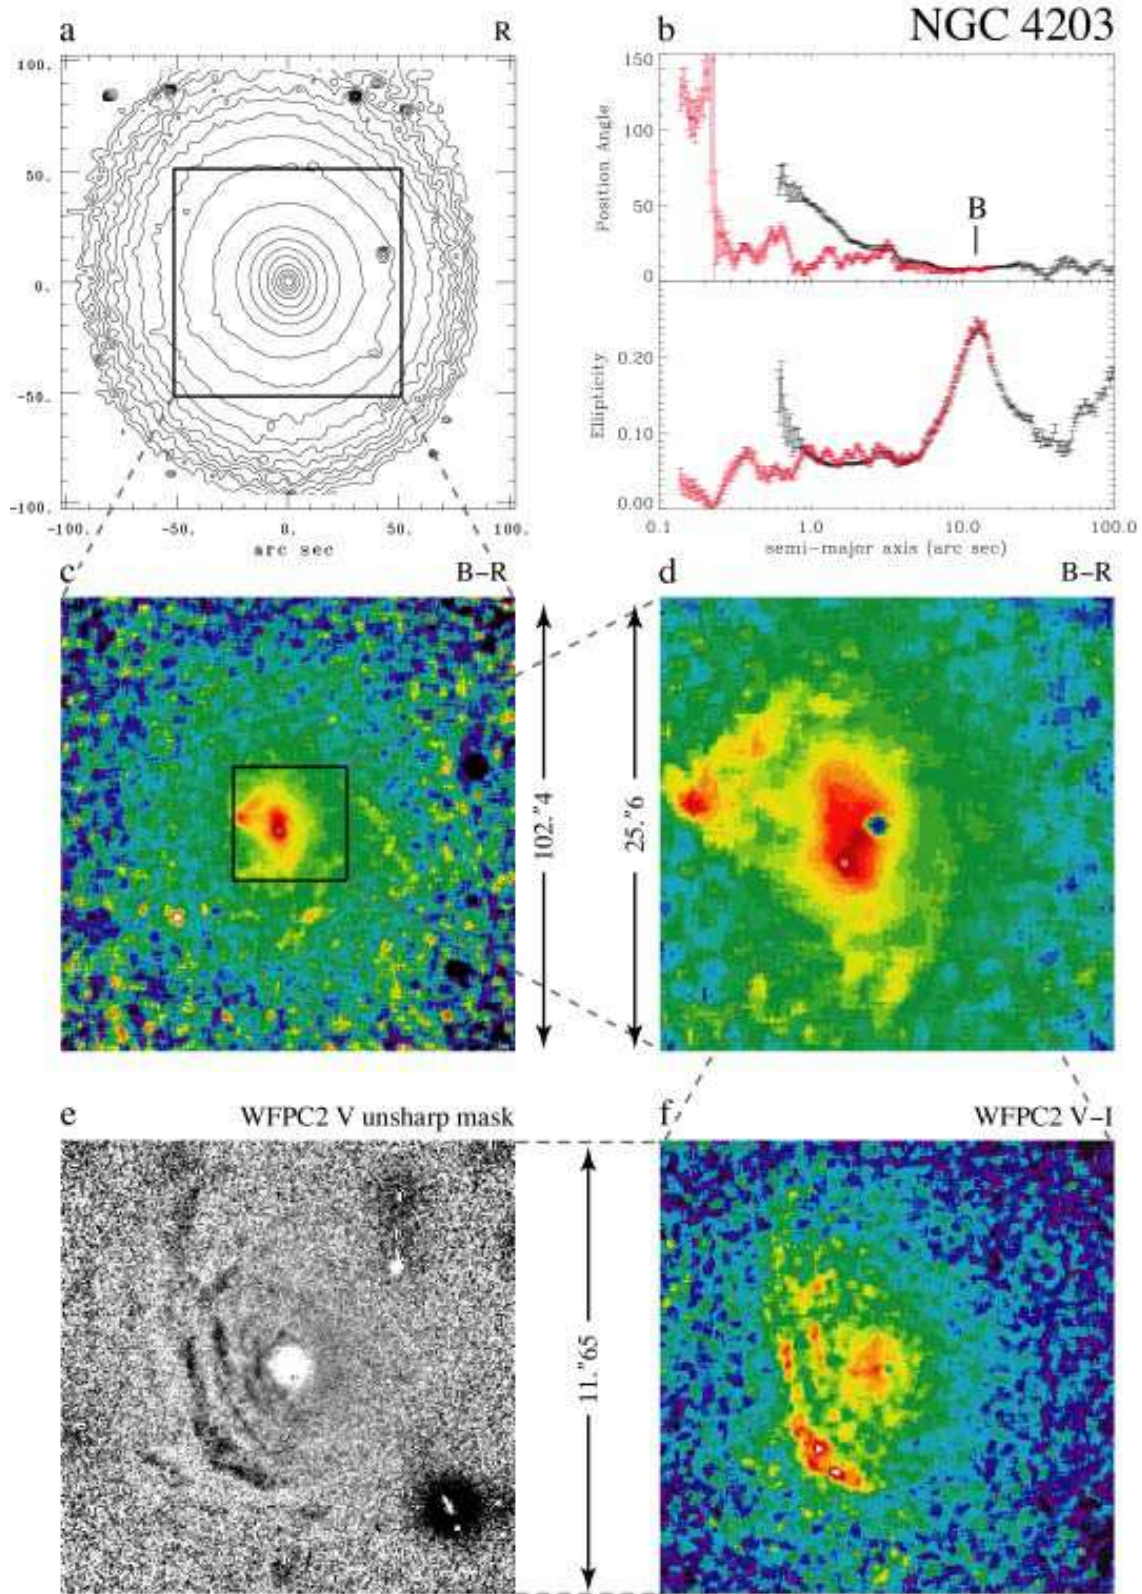 NGC 4203
a
R
100.
50.
0.
-50.
-100.
-100.
-50.
0.
50.
100.
arc sec
b
150
100
50
0
Position Angle
B
0.20
0.10
0.00
Ellipticity
0.1
1.0
10.0
100.0
semi-major axis (arc sec)
c
B-R
102."4
d
B-R
25."6
e
WFPC2 V unsharp mask
11."65
f
WFPC2 V-I